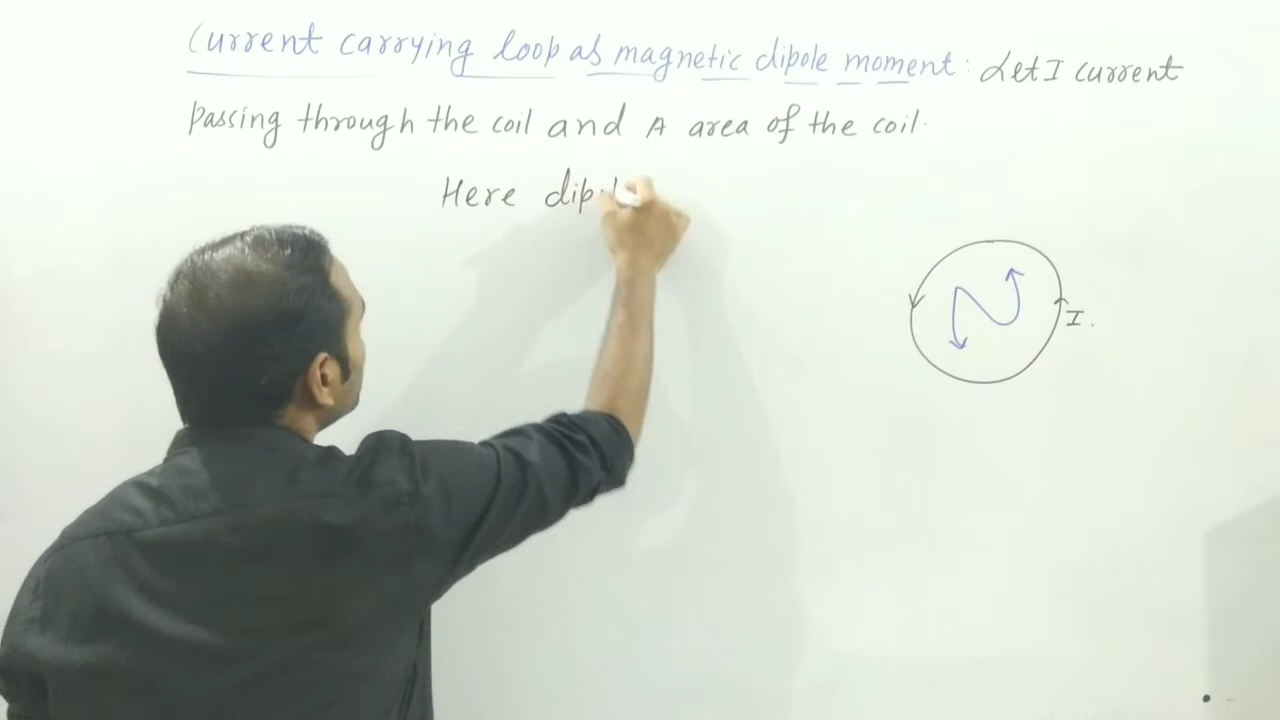 Current carrying loop as magnetic dipole moment: Let I current
Passing through the coil and A area of the coil.
Here
N
I.